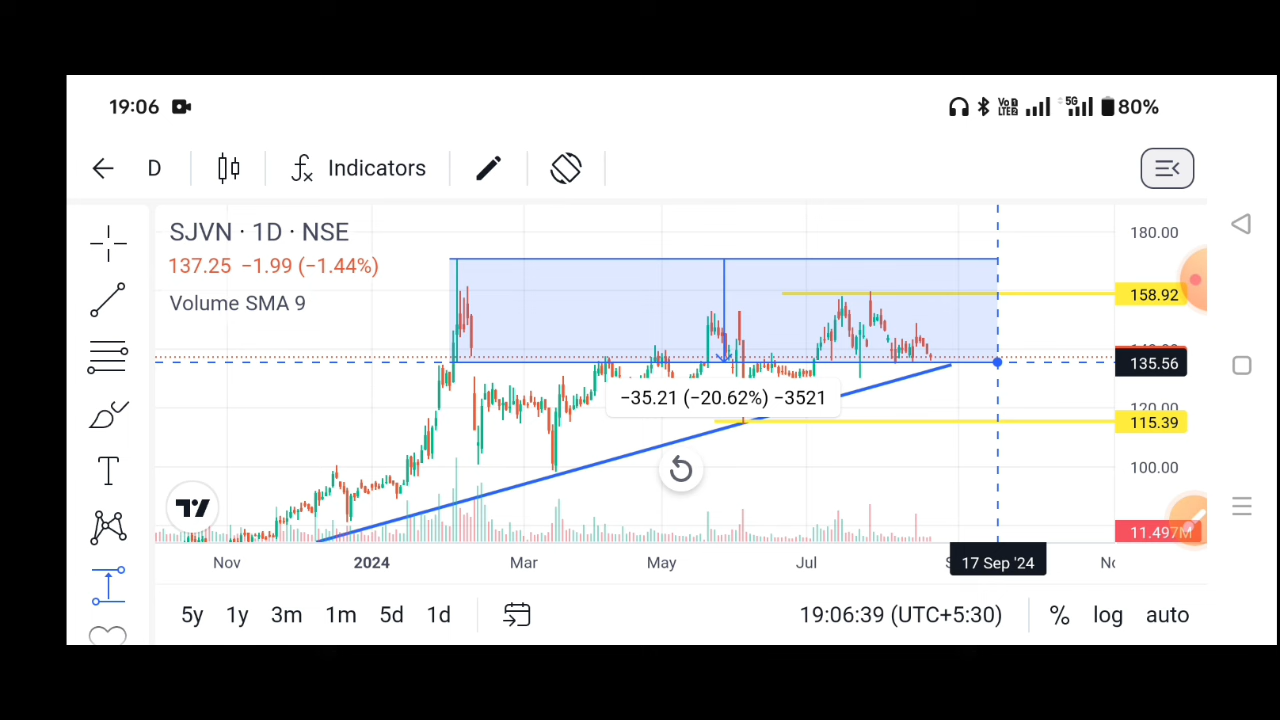 19:06 Vo) LTE2 5G 80%
D Indicators
SJVN · 1D · NSE
137.25 −1.99 (−1.44%)
Volume SMA 9
180.00
158.92
135.56
120.00
115.39
100.00
11.497M
−35.21 (−20.62%) −3521
Nov 2024 Mar May Jul 17 Sep '24
5y 1y 3m 1m 5d 1d 19:06:39 (UTC+5:30) % log auto